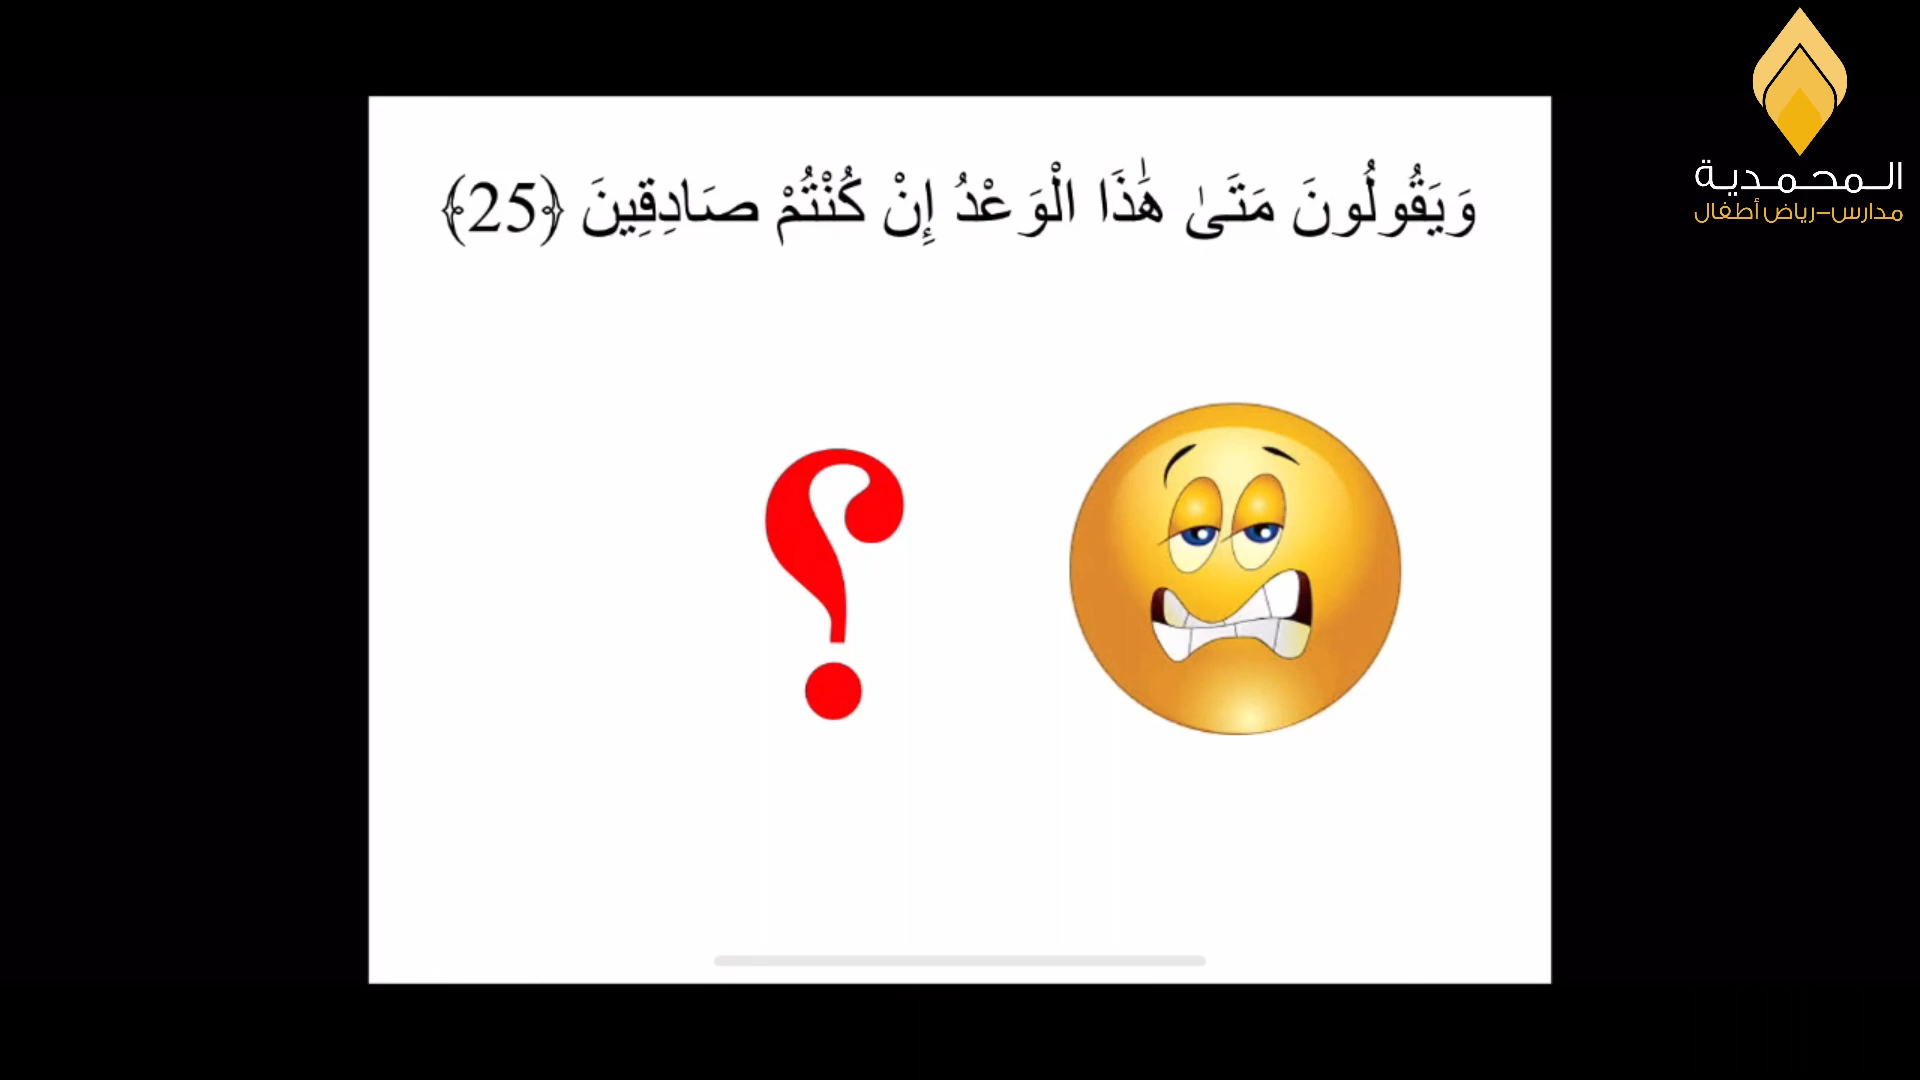 وَيَقُولُونَ مَتَىٰ هَٰذَا الْوَعْدُ إِنْ كُنْتُمْ صَادِقِينَ ﴿25﴾
؟
المحمدية
مدارس-رياض أطفال